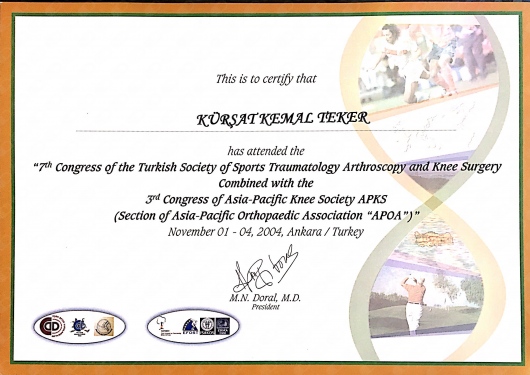 This is to certify that
KÜRŞAT KEMAL TEKER
has attended the
“7th Congress of the Turkish Society of Sports Traumatology Arthroscopy and Knee Surgery
Combined with the
3rd Congress of Asia-Pacific Knee Society APKS
(Section of Asia-Pacific Orthopaedic Association “APOA”)”
November 01 - 04, 2004, Ankara / Turkey
M.N. Doral, M.D.
President